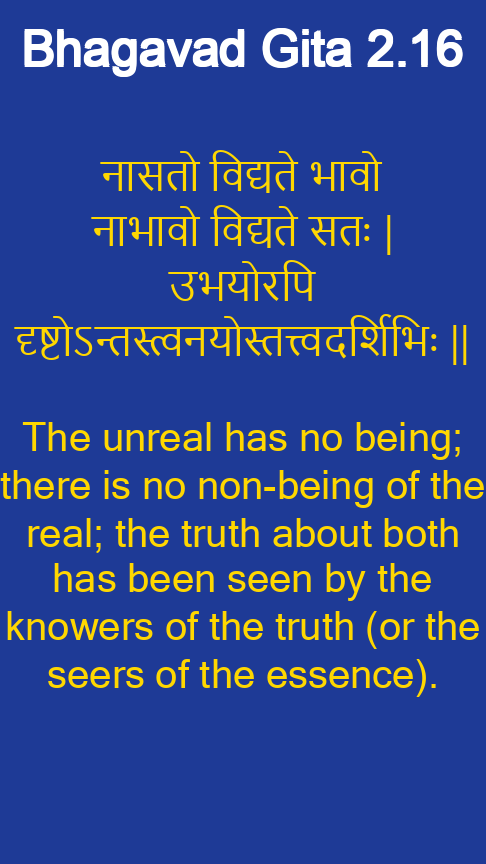 Bhagavad Gita 2.16
नासतो विद्यते भावो
नाभावो विद्यते सतः |
उभयोरपि
दृष्टोऽन्तस्त्वनयोस्तत्त्वदर्शिभिः ||
The unreal has no being;
there is no non-being of the
real; the truth about both
has been seen by the
knowers of the truth (or the
seers of the essence).